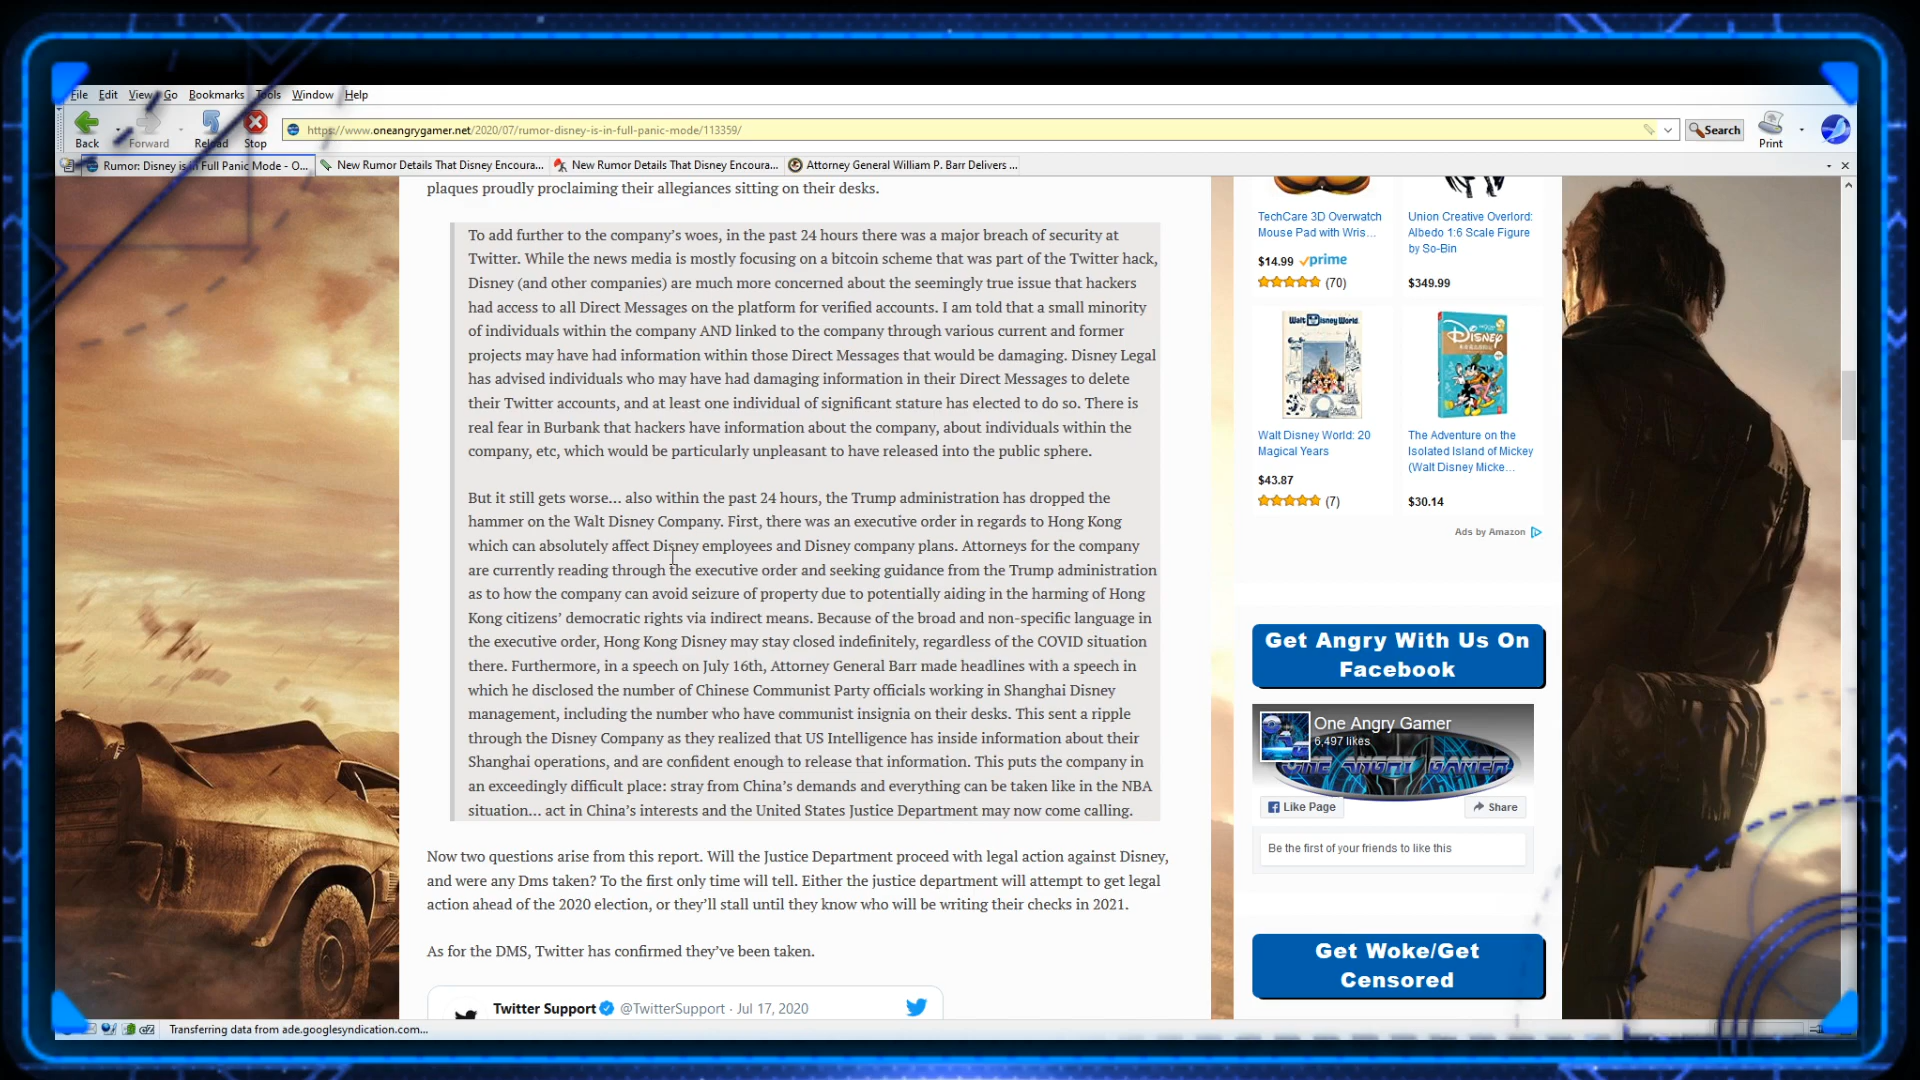 File Edit View Go Bookmarks Tools Window Help
Back Forward Reload Stop
https://www.oneangrygamer.net/2020/07/rumor-disney-is-in-full-panic-mode/113359/
Search
Print
Rumor: Disney is in Full Panic Mode - O...
New Rumor Details That Disney Encoura...
New Rumor Details That Disney Encoura...
Attorney General William P. Barr Delivers ...
plaques proudly proclaiming their allegiances sitting on their desks.
To add further to the company's woes, in the past 24 hours there was a major breach of security at
Twitter. While the news media is mostly focusing on a bitcoin scheme that was part of the Twitter hack,
Disney (and other companies) are much more concerned about the seemingly true issue that hackers
had access to all Direct Messages on the platform for verified accounts. I am told that a small minority
of individuals within the company AND linked to the company through various current and former
projects may have had information within those Direct Messages that would be damaging. Disney Legal
has advised individuals who may have had damaging information in their Direct Messages to delete
their Twitter accounts, and at least one individual of significant stature has elected to do so. There is
real fear in Burbank that hackers have information about the company, about individuals within the
company, etc, which would be particularly unpleasant to have released into the public sphere.
But it still gets worse... also within the past 24 hours, the Trump administration has dropped the
hammer on the Walt Disney Company. First, there was an executive order in regards to Hong Kong
which can absolutely affect Disney employees and Disney company plans. Attorneys for the company
are currently reading through the executive order and seeking guidance from the Trump administration
as to how the company can avoid seizure of property due to potentially aiding in the harming of Hong
Kong citizens' democratic rights via indirect means. Because of the broad and non-specific language in
the executive order, Hong Kong Disney may stay closed indefinitely, regardless of the COVID situation
there. Furthermore, in a speech on July 16th, Attorney General Barr made headlines with a speech in
which he disclosed the number of Chinese Communist Party officials working in Shanghai Disney
management, including the number who have communist insignia on their desks. This sent a ripple
through the Disney Company as they realized that US Intelligence has inside information about their
Shanghai operations, and are confident enough to release that information. This puts the company in
an exceedingly difficult place: stray from China's demands and everything can be taken like in the NBA
situation... act in China's interests and the United States Justice Department may now come calling.
Now two questions arise from this report. Will the Justice Department proceed with legal action against Disney,
and were any Dms taken? To the first only time will tell. Either the justice department will attempt to get legal
action ahead of the 2020 election, or they'll stall until they know who will be writing their checks in 2021.
As for the DMS, Twitter has confirmed they've been taken.
Twitter Support @TwitterSupport · Jul 17, 2020
TechCare 3D Overwatch
Mouse Pad with Wris...
$14.99 prime
(70)
Union Creative Overlord:
Albedo 1:6 Scale Figure
by So-Bin
$349.99
Walt Disney World
Disney
Walt Disney World: 20
Magical Years
$43.87
(7)
The Adventure on the
Isolated Island of Mickey
(Walt Disney Micke...
$30.14
Ads by Amazon
Get Angry With Us On
Facebook
One Angry Gamer
6,497 likes
ONE ANGRY GAMER
Like Page
Share
Be the first of your friends to like this
Get Woke/Get
Censored
Transferring data from ade.googlesyndication.com...